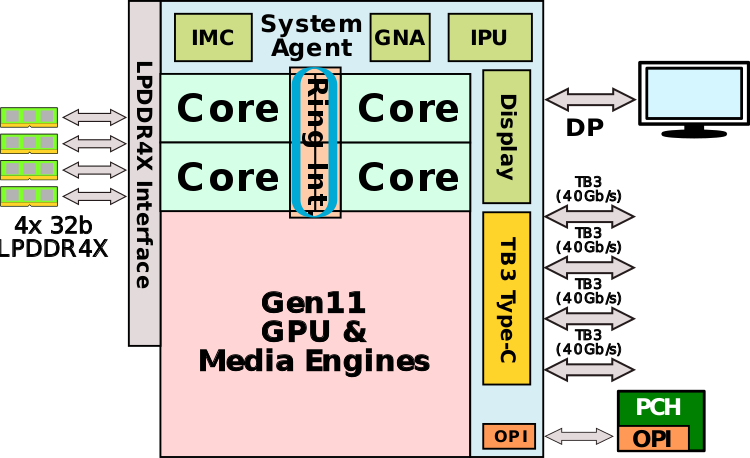 IMC
System
Agent
GNA
IPU
LPDDR4X Interface
Core
Core
Core
Core
Ring Int.
Display
DP
4x 32b
LPDDR4X
TB3
(40Gb/s)
TB3
(40Gb/s)
TB3
(40Gb/s)
TB3
(40Gb/s)
TB3 Type-C
Gen11
GPU &
Media Engines
OPI
PCH
OPI